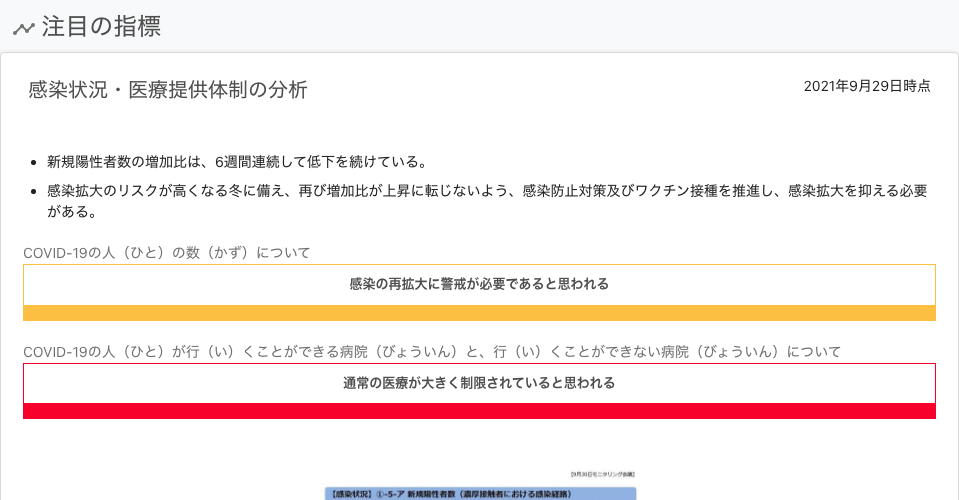 注目の指標
感染状況・医療提供体制の分析
2021年9月29日時点
新規陽性者数の増加比は、6週間連続して低下を続けている。
感染拡大のリスクが高くなる冬に備え、再び増加比が上昇に転じないよう、感染防止対策及びワクチン接種を推進し、感染拡大を抑える必要
がある。
COVID-19の人（ひと）の数（かず）について
感染の再拡大に警戒が必要であると思われる
COVID-19の人（ひと）が行（い）くことができる病院（びょういん）と、行（い）くことができない病院（びょういん）について
通常の医療が大きく制限されていると思われる
【9月30日モニタリング会議】
【感染状況】①-5-ア 新規陽性者数（濃厚接触者における感染経路）